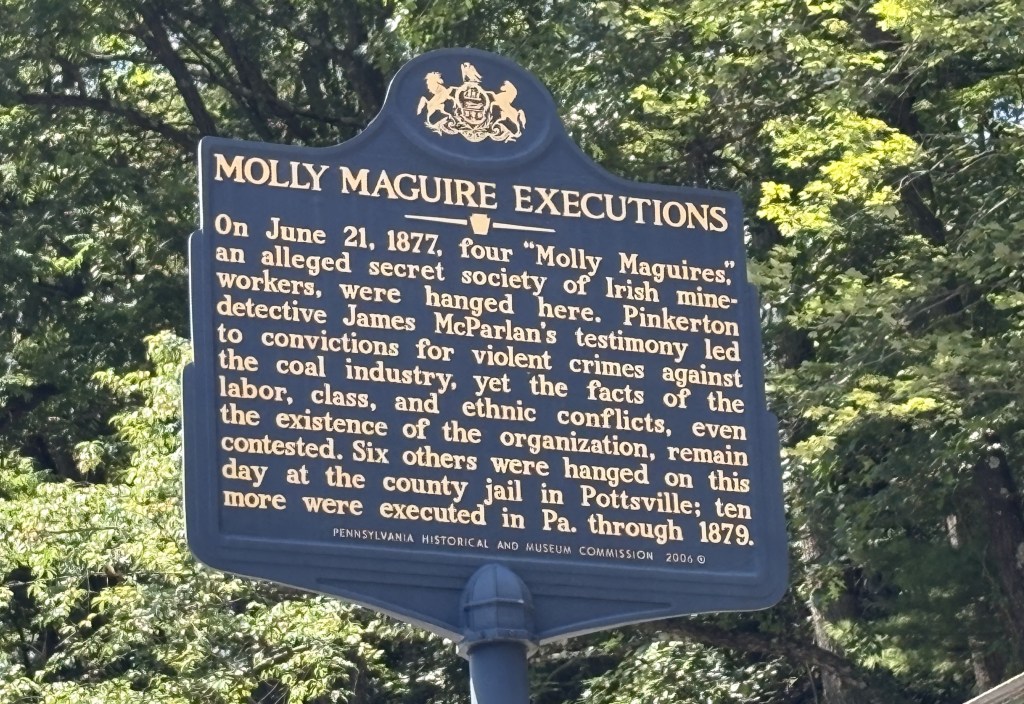 MOLLY MAGUIRE EXECUTIONS
On June 21, 1877, four "Molly Maguires,"
an alleged secret society of Irish mine-
workers, were hanged here. Pinkerton
detective James McParlan's testimony led
to convictions for violent crimes against
the coal industry, yet the facts of the
labor, class, and ethnic conflicts, even
the existence of the organization, remain
contested. Six others were hanged on this
day at the county jail in Pottsville; ten
more were executed in Pa. through 1879.
PENNSYLVANIA HISTORICAL AND MUSEUM COMMISSION 2006 ©